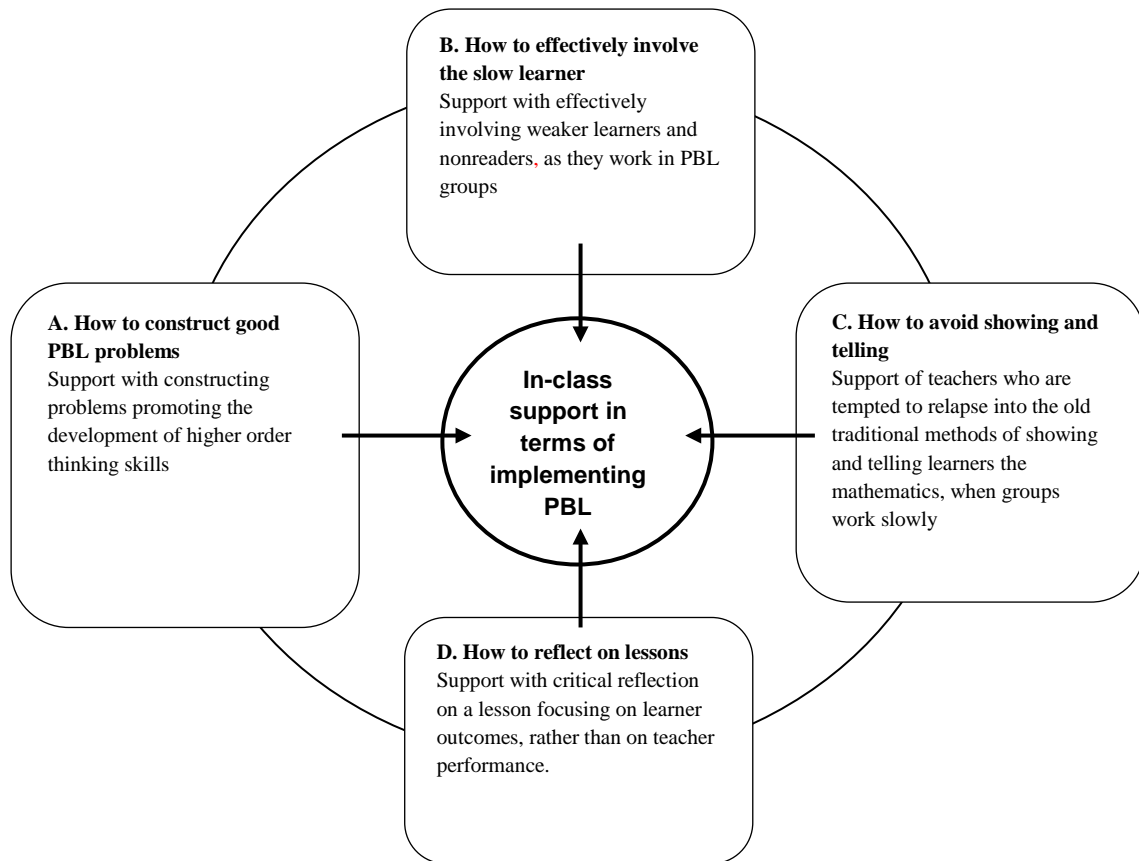 B. How to effectively involve
the slow learner
Support with effectively
involving weaker learners and
nonreaders, as they work in PBL
groups
A. How to construct good
PBL problems
Support with constructing
problems promoting the
development of higher order
thinking skills
In-class
support in
terms of
implementing
PBL
C. How to avoid showing and
telling
Support of teachers who are
tempted to relapse into the old
traditional methods of showing
and telling learners the
mathematics, when groups
work slowly
D. How to reflect on lessons
Support with critical reflection
on a lesson focusing on learner
outcomes, rather than on teacher
performance.